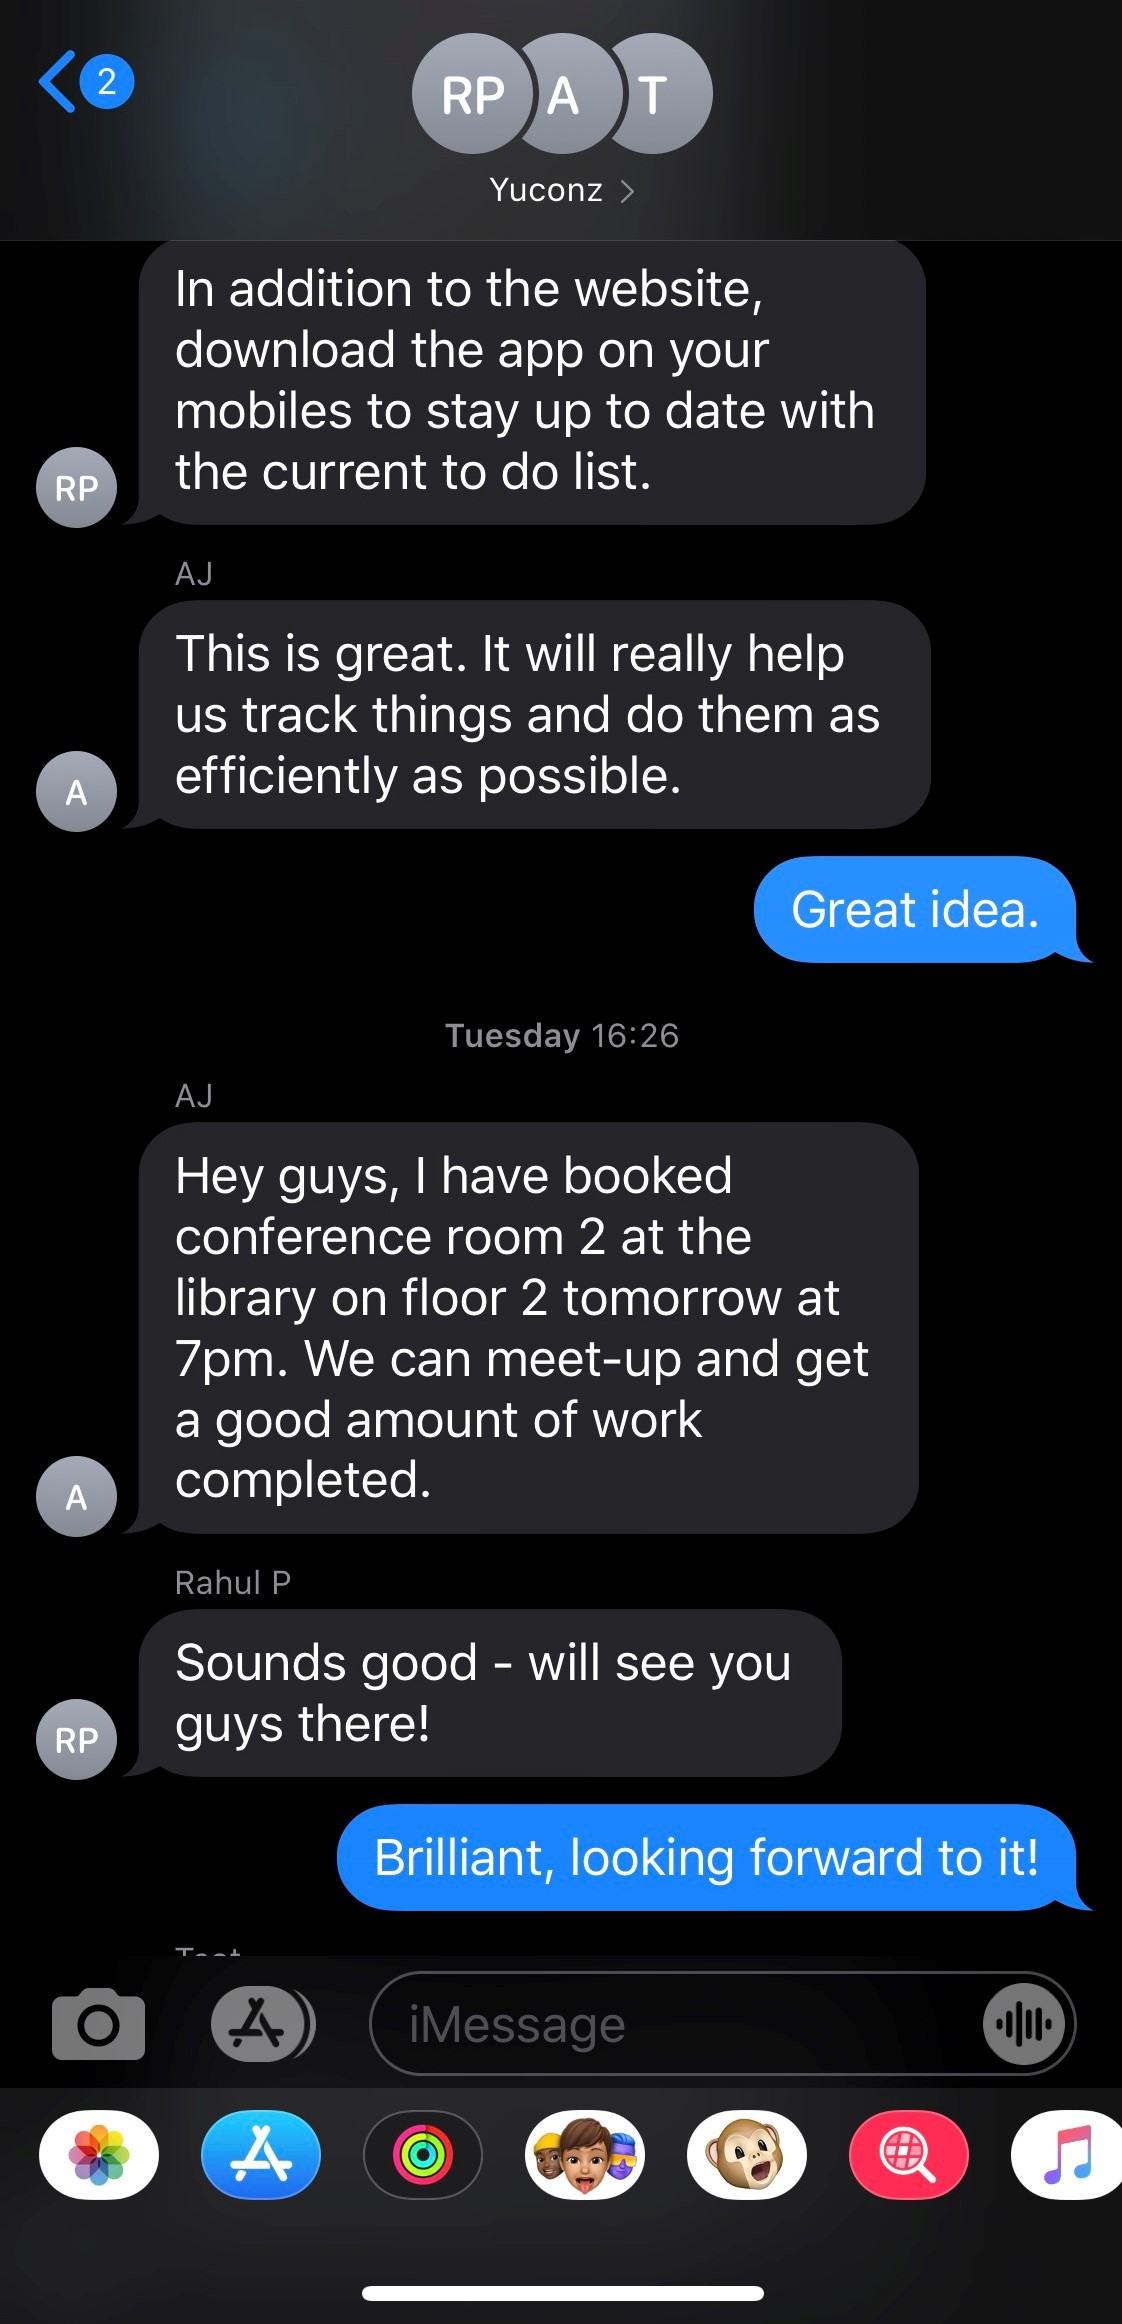 2
RP A T
Yuconz
In addition to the website,
download the app on your
mobiles to stay up to date with
the current to do list.
RP
AJ
This is great. It will really help
us track things and do them as
efficiently as possible.
A
Great idea.
Tuesday 16:26
AJ
Hey guys, I have booked
conference room 2 at the
library on floor 2 tomorrow at
7pm. We can meet-up and get
a good amount of work
completed.
A
Rahul P
Sounds good - will see you
guys there!
RP
Brilliant, looking forward to it!
iMessage